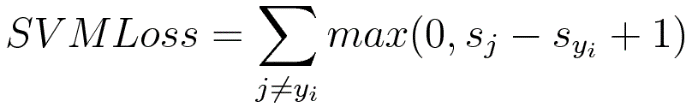 SVMLoss = \sum_{j \neq y_i} max(0, s_j - s_{y_i} + 1)